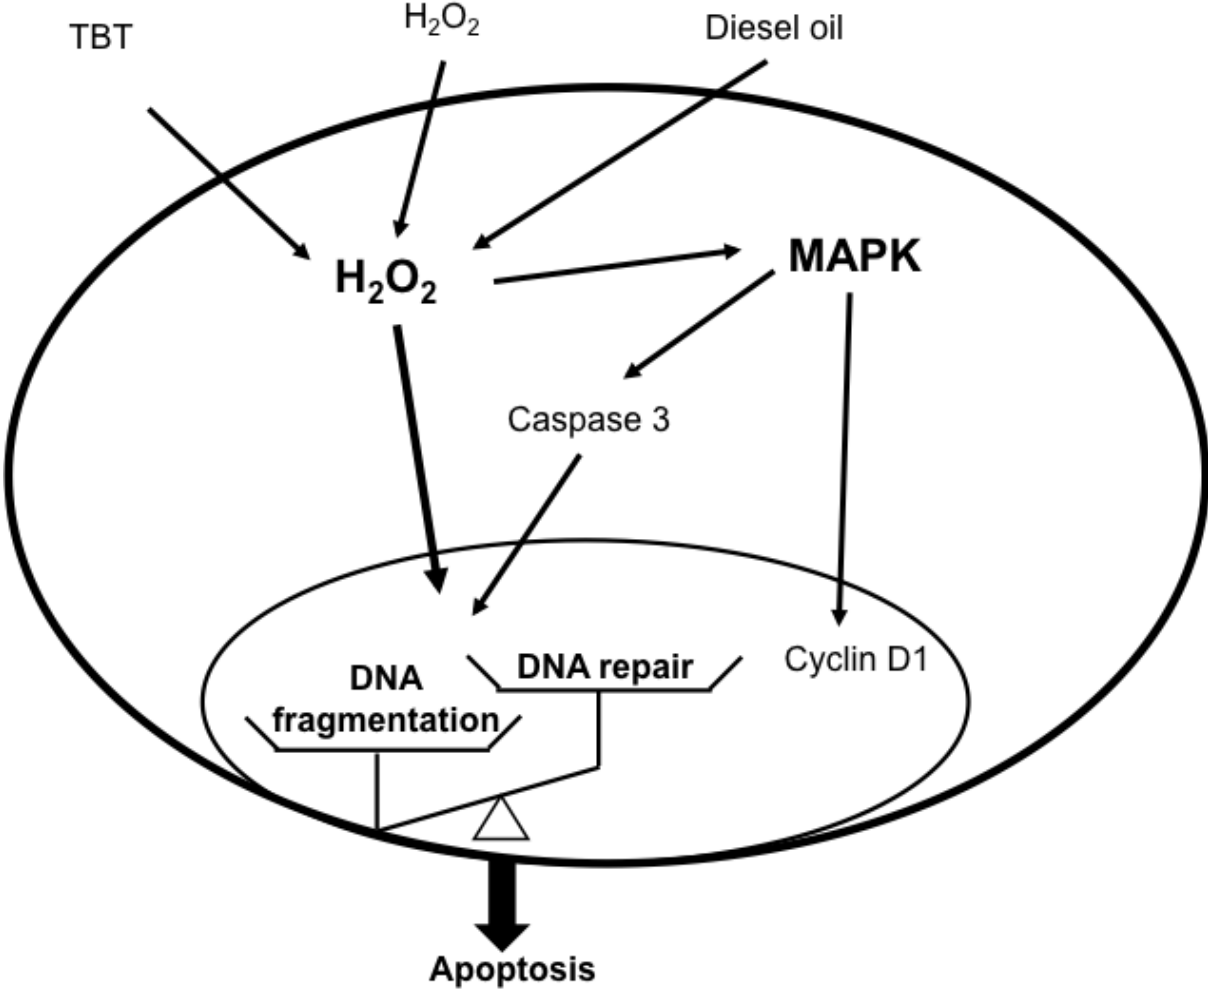 TBT
H₂O₂
Diesel oil
H₂O₂
MAPK
Caspase 3
DNA repair
Cyclin D1
DNA
fragmentation
Apoptosis